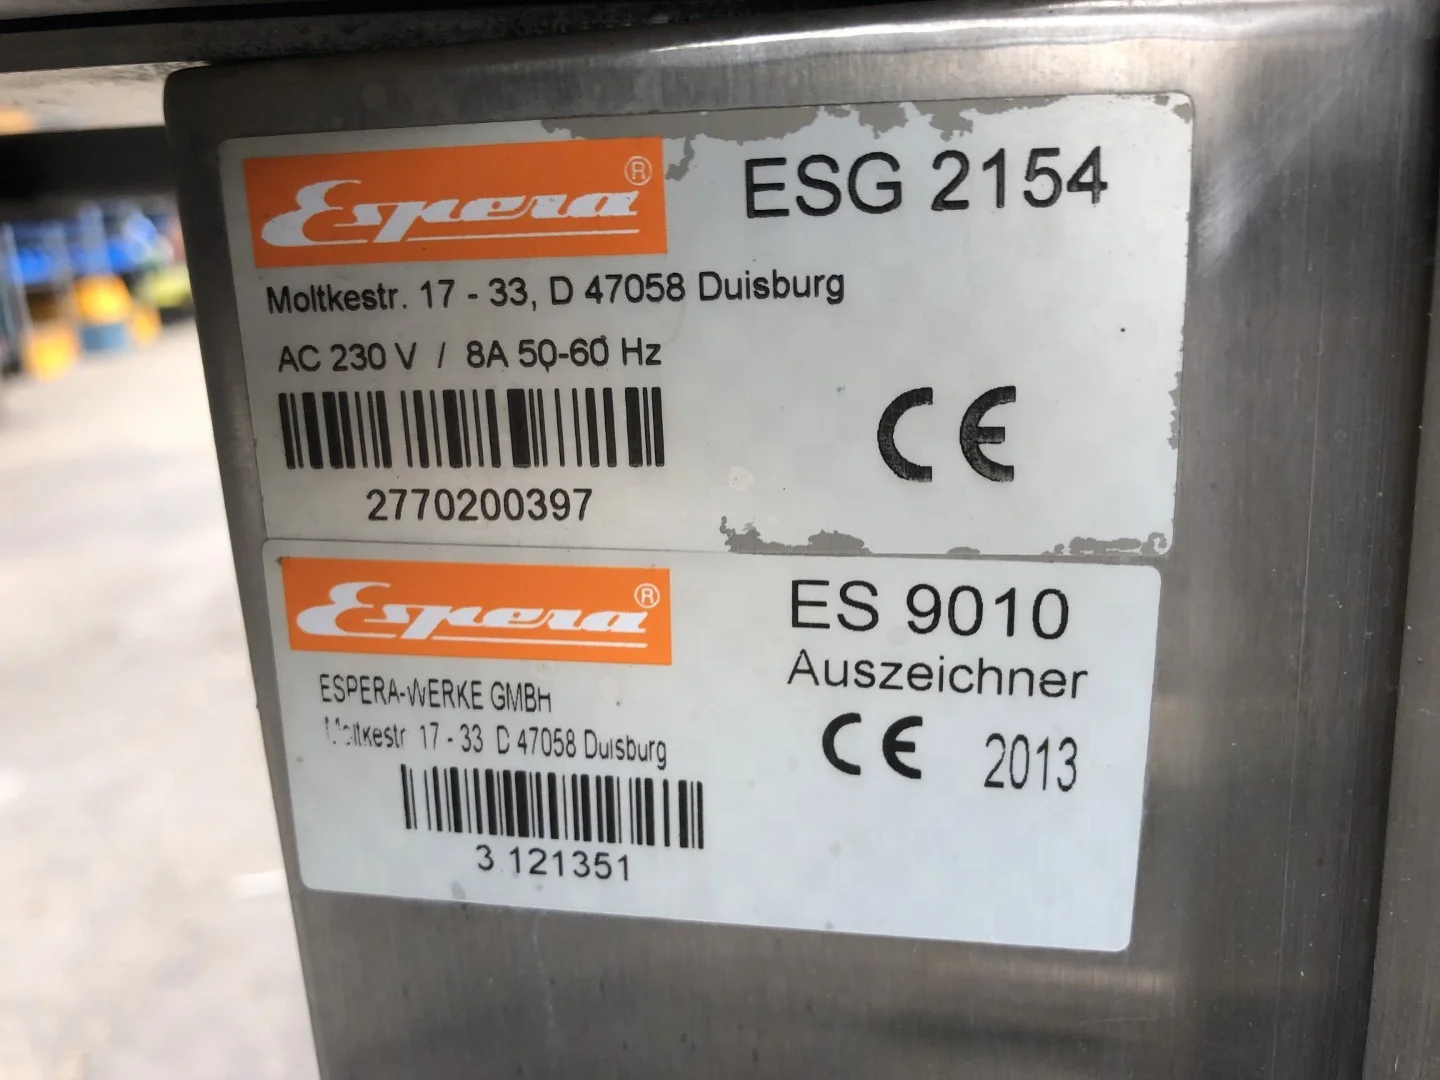 Espera®
ESG 2154
Moltkestr. 17 - 33, D 47058 Duisburg
AC 230 V / 8A 50-60 Hz
CE
2770200397
Espera®
ES 9010
Auszeichner
ESPERA-WERKE GMBH
Moltkestr 17 - 33 D 47058 Duisburg
CE 2013
3 121351